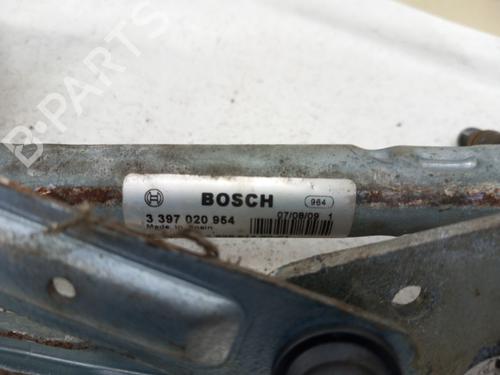 BOSCH
964
3 397 020 964
07/08/09 1
Made in Spain
B-PARTS